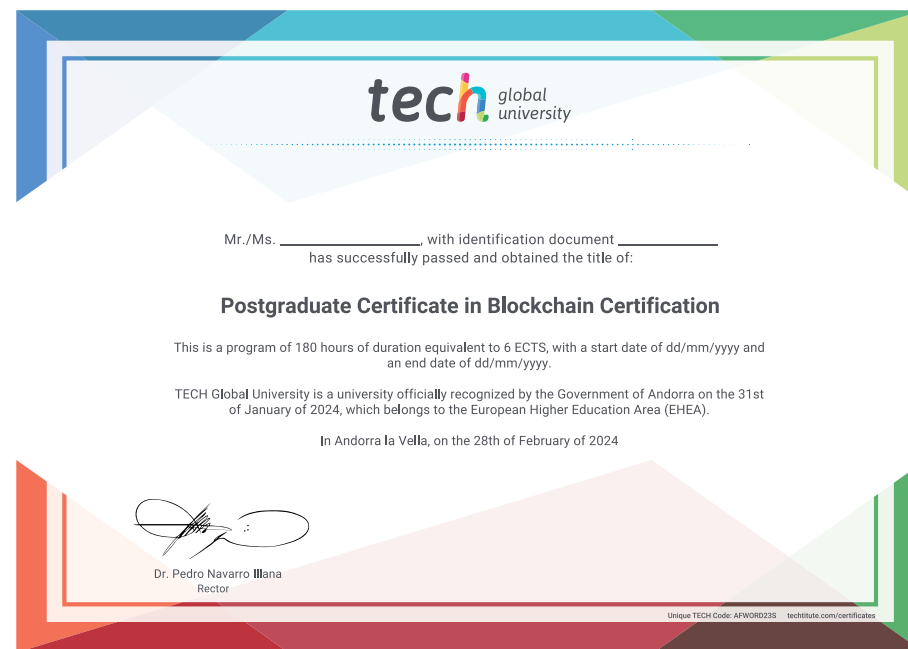 tech global
university
Mr./Ms. ____________________, with identification document ______________
has successfully passed and obtained the title of:
Postgraduate Certificate in Blockchain Certification
This is a program of 180 hours of duration equivalent to 6 ECTS, with a start date of dd/mm/yyyy and
an end date of dd/mm/yyyy.
TECH Global University is a university officially recognized by the Government of Andorra on the 31st
of January of 2024, which belongs to the European Higher Education Area (EHEA).
In Andorra la Vella, on the 28th of February of 2024
Dr. Pedro Navarro Illana
Rector
Unique TECH Code: AFWORD23S techtitute.com/certificates